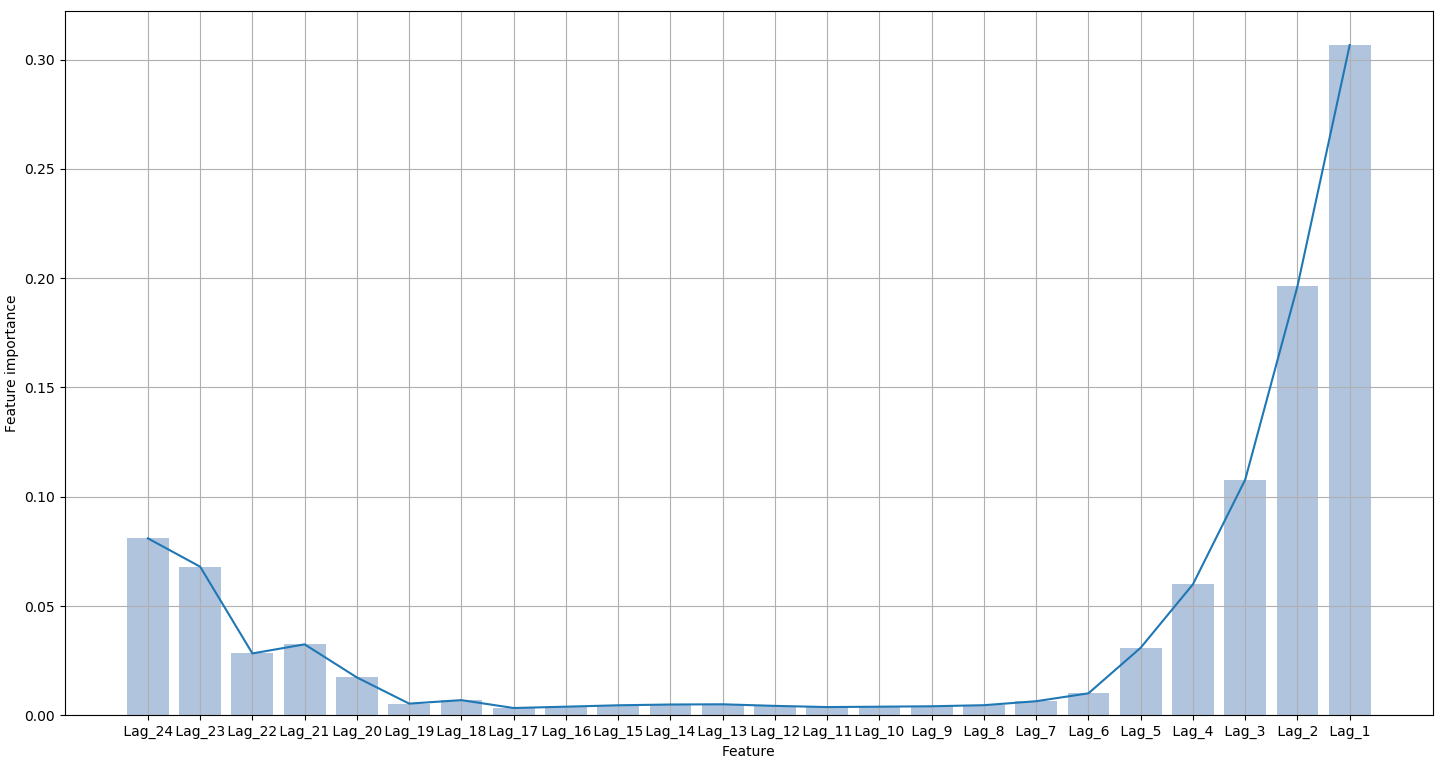 0.30
0.25
0.20
0.15
0.10
0.05
0.00
Feature importance
Lag_24 Lag_23 Lag_22 Lag_21 Lag_20 Lag_19 Lag_18 Lag_17 Lag_16 Lag_15 Lag_14 Lag_13 Lag_12 Lag_11 Lag_10 Lag_9 Lag_8 Lag_7 Lag_6 Lag_5 Lag_4 Lag_3 Lag_2 Lag_1
Feature